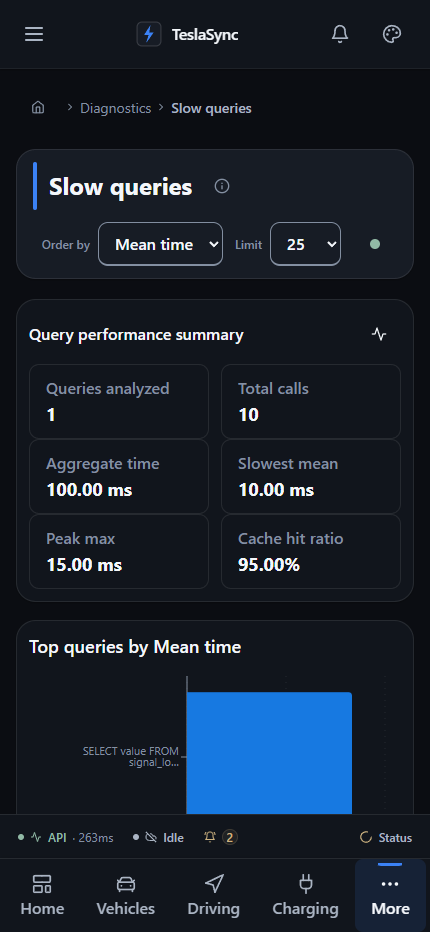 TeslaSync
Diagnostics > Slow queries
Slow queries
Order by Mean time Limit 25
Query performance summary
Queries analyzed
1
Total calls
10
Aggregate time
100.00 ms
Slowest mean
10.00 ms
Peak max
15.00 ms
Cache hit ratio
95.00%
Top queries by Mean time
SELECT value FROM
signal_lo...
API · 263ms Idle 2 Status
Home Vehicles Driving Charging More